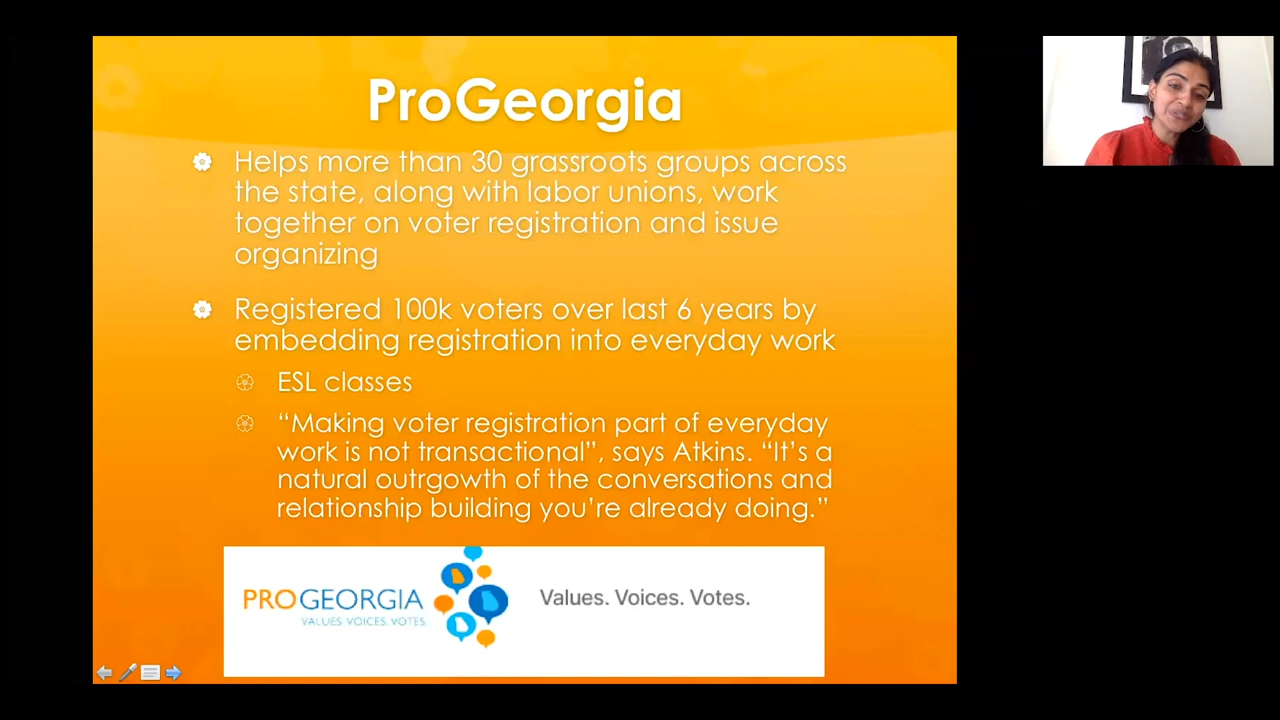 ProGeorgia
Helps more than 30 grassroots groups across
the state, along with labor unions, work
together on voter registration and issue
organizing
Registered 100k voters over last 6 years by
embedding registration into everyday work
ESL classes
“Making voter registration part of everyday
work is not transactional”, says Atkins. “It’s a
natural outrgowth of the conversations and
relationship building you’re already doing.”
PROGEORGIA
VALUES. VOICES. VOTES.
Values. Voices. Votes.